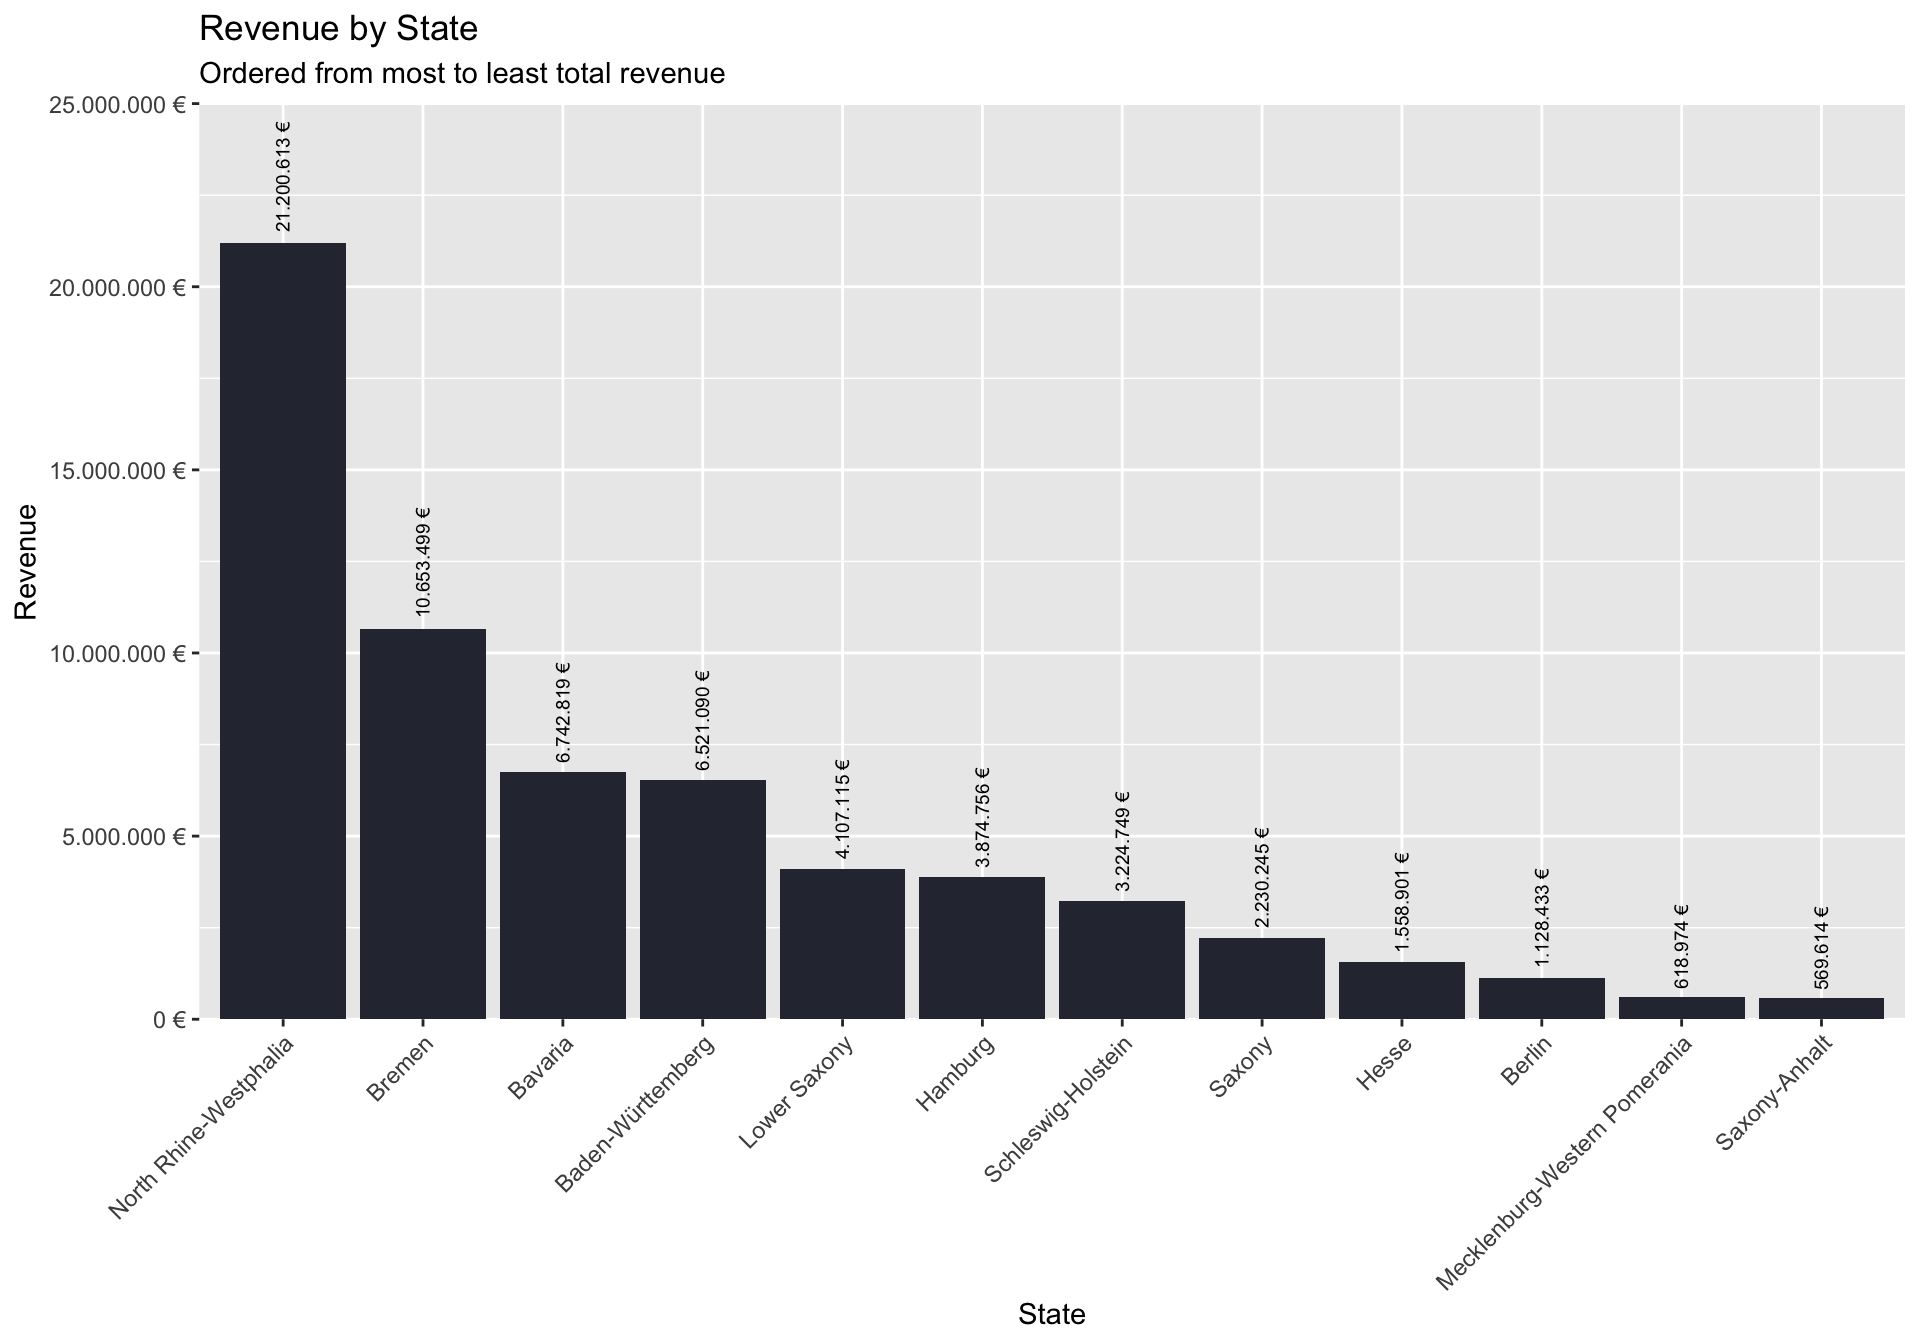 Revenue by State
Ordered from most to least total revenue
Revenue
25.000.000 €
20.000.000 €
15.000.000 €
10.000.000 €
5.000.000 €
0 €
21.200.613 €
10.653.499 €
6.742.819 €
6.521.090 €
4.107.115 €
3.874.756 €
3.224.749 €
2.230.245 €
1.558.901 €
1.128.433 €
618.974 €
569.614 €
North Rhine-Westphalia
Bremen
Bavaria
Baden-Württemberg
Lower Saxony
Hamburg
Schleswig-Holstein
Saxony
Hesse
Berlin
Mecklenburg-Western Pomerania
Saxony-Anhalt
State